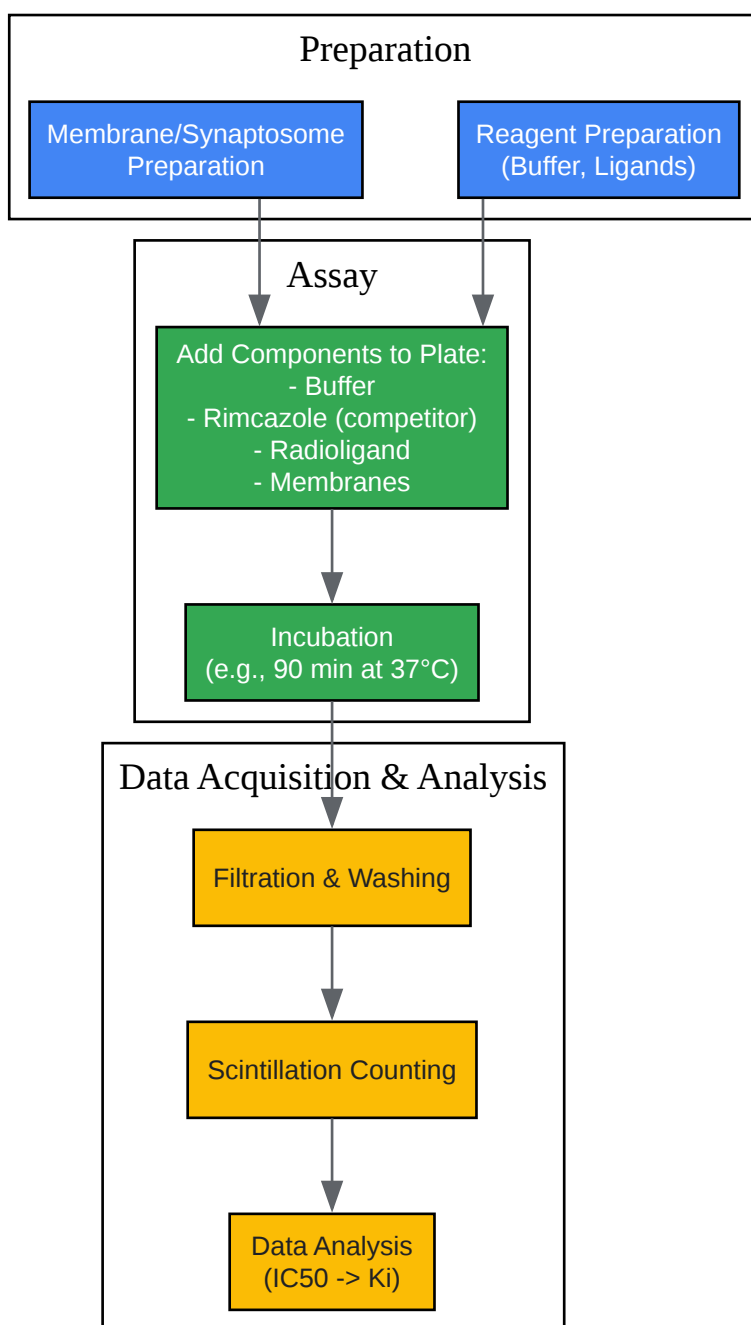 Preparation
Membrane/Synaptosome
Preparation
Reagent Preparation
(Buffer, Ligands)
Assay
Add Components to Plate:
- Buffer
- Rimcazole (competitor)
- Radioligand
- Membranes
Incubation
(e.g., 90 min at 37°C)
Data Acquisition & Analysis
Filtration & Washing
Scintillation Counting
Data Analysis
(IC50 -> Ki)